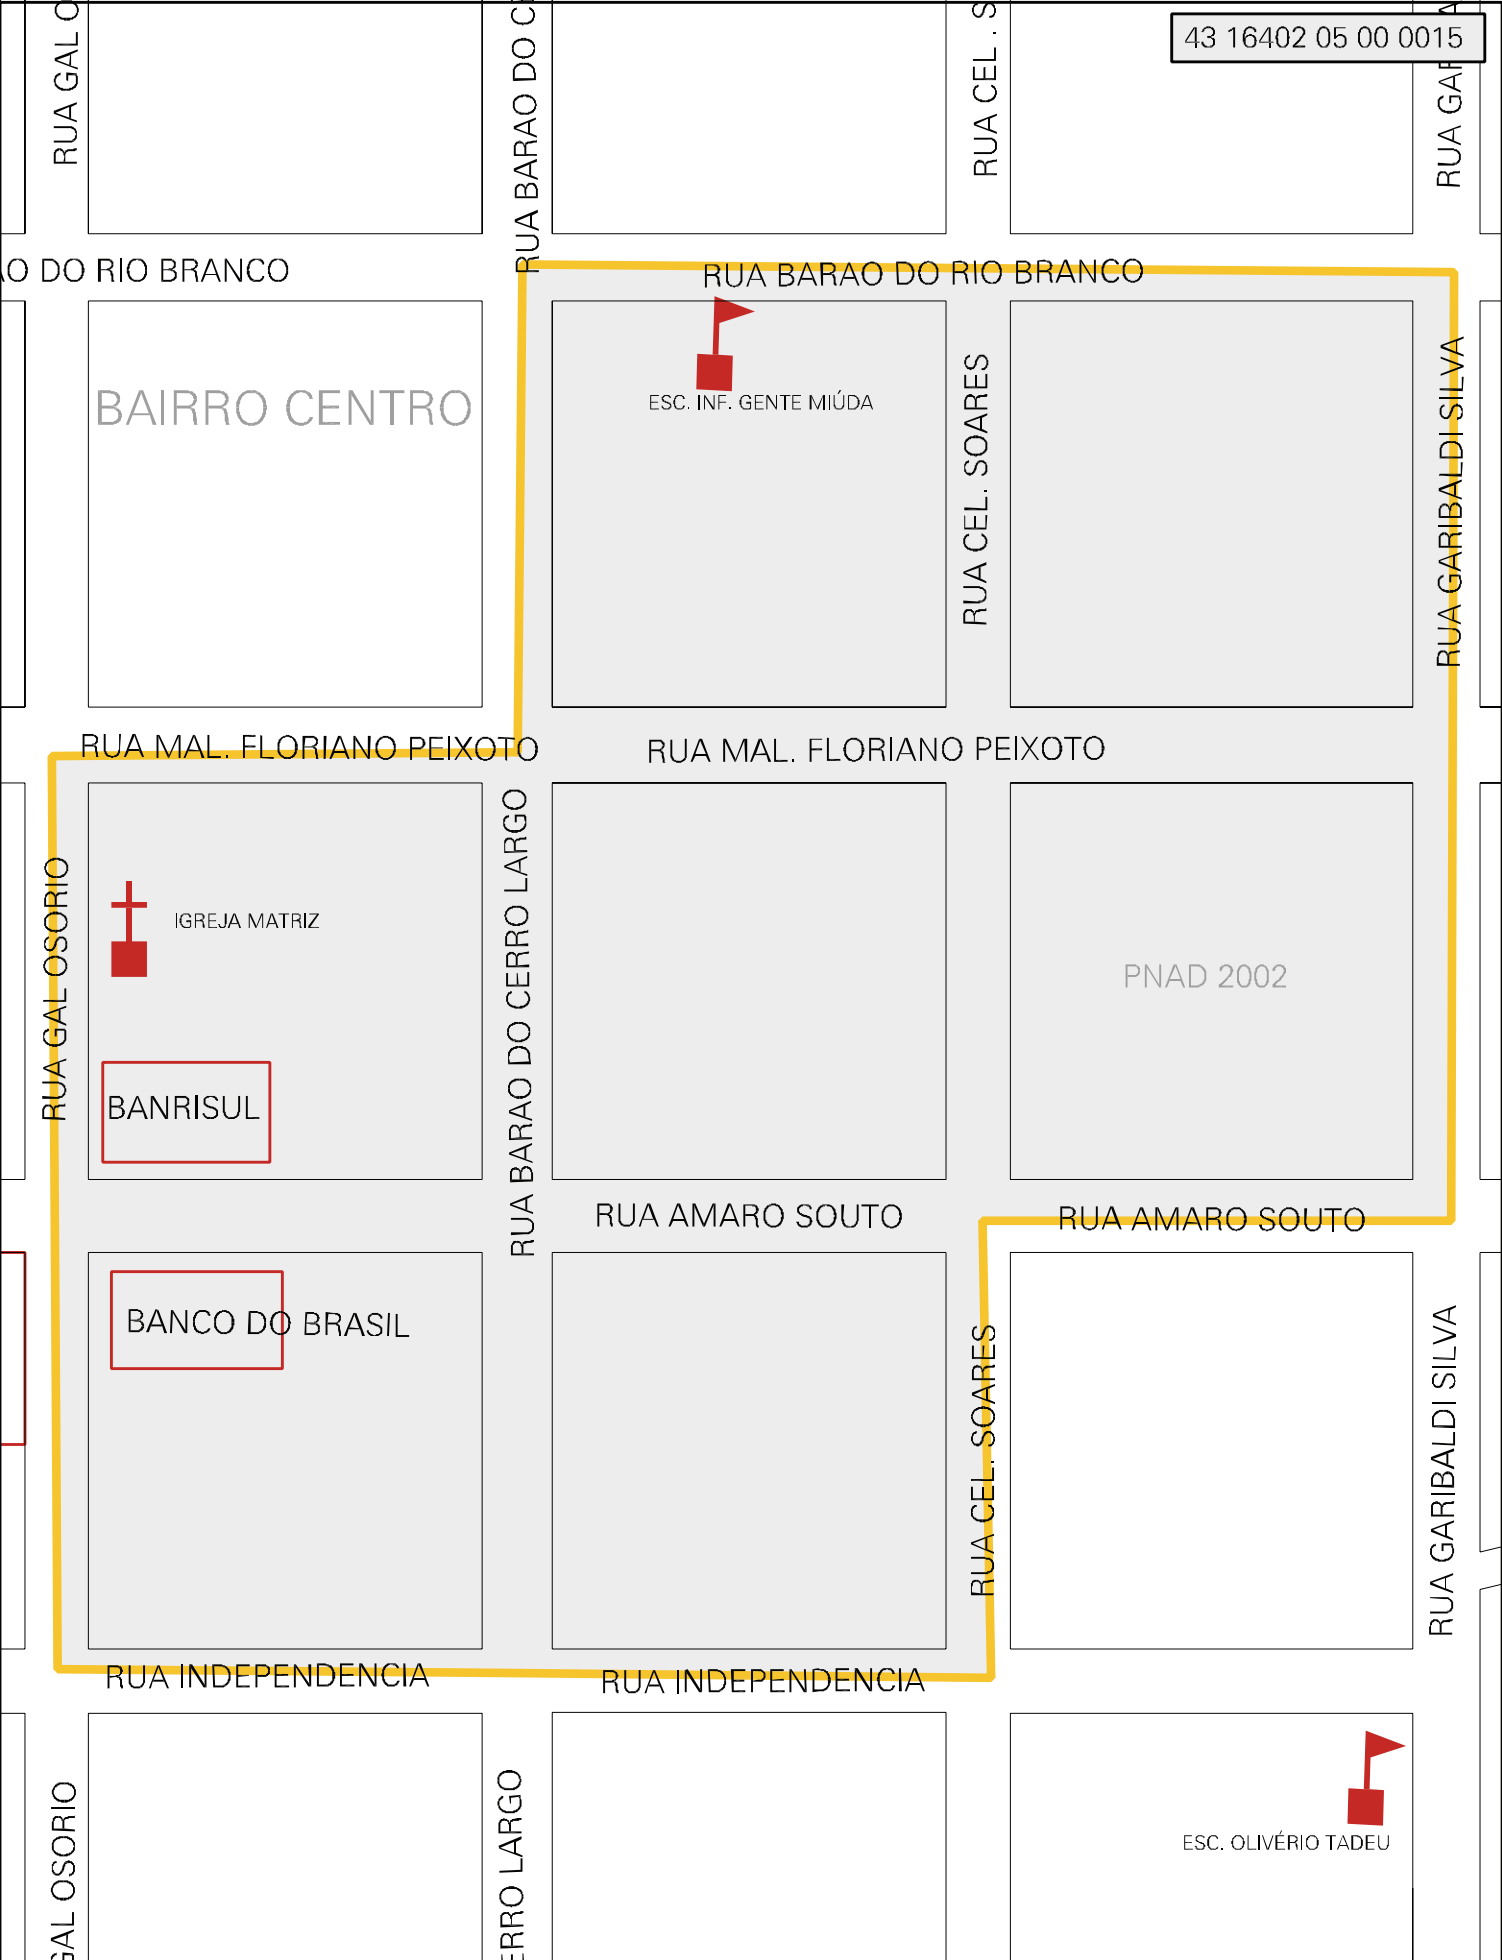 43 16402 05 00 0015
RUA GAL O
RUA BARAO DO C
RUA CEL . S
RUA GAR
O DO RIO BRANCO
RUA BARAO DO RIO BRANCO
BAIRRO CENTRO
ESC. INF. GENTE MIÚDA
RUA CEL. SOARES
RUA GARIBALDI SILVA
RUA MAL. FLORIANO PEIXOTO
RUA MAL. FLORIANO PEIXOTO
RUA GAL OSORIO
IGREJA MATRIZ
RUA BARAO DO CERRO LARGO
PNAD 2002
BANRISUL
RUA AMARO SOUTO
RUA AMARO SOUTO
BANCO DO BRASIL
RUA CEL. SOARES
RUA GARIBALDI SILVA
RUA INDEPENDENCIA
RUA INDEPENDENCIA
GAL OSORIO
ERRO LARGO
ESC. OLIVÉRIO TADEU